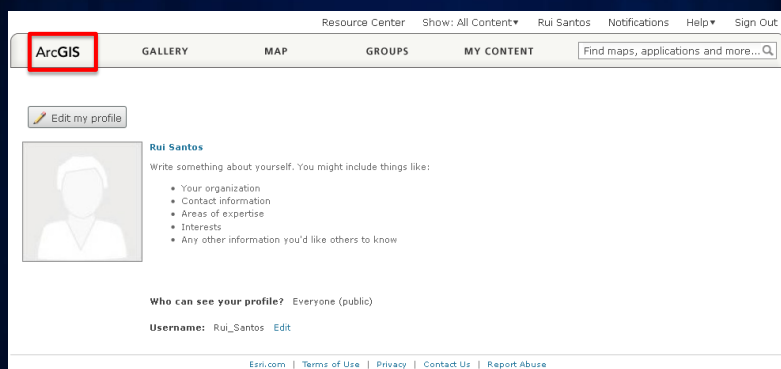 Resource Center Show: All Content▾ Rui Santos Notifications Help▾ Sign Out
ArcGIS GALLERY MAP GROUPS MY CONTENT Find maps, applications and more...
Edit my profile
Rui Santos
Write something about yourself. You might include things like:
• Your organization
• Contact information
• Areas of expertise
• Interests
• Any other information you'd like others to know
Who can see your profile? Everyone (public)
Username: Rui_Santos Edit
Esri.com | Terms of Use | Privacy | Contact Us | Report Abuse